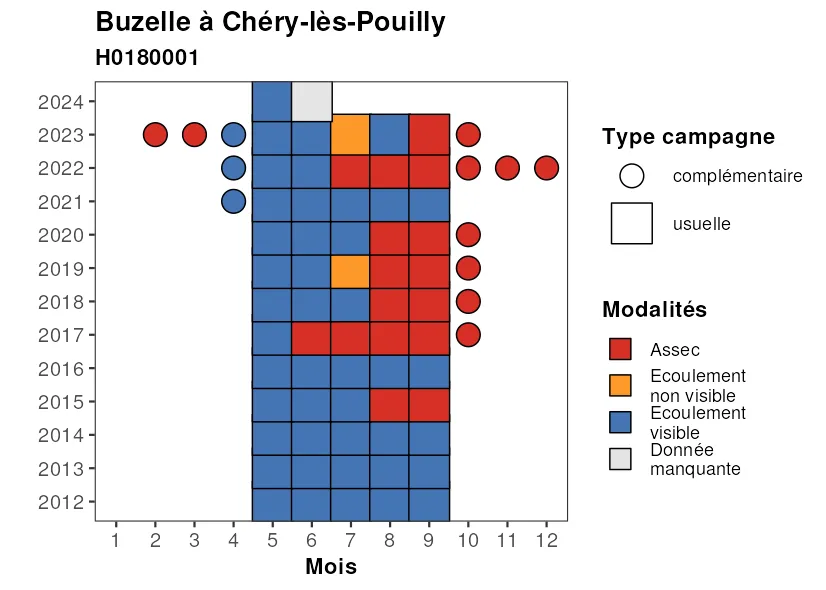 Buzelle à Chéry-lès-Pouilly
H0180001
2024
2023
2022
2021
2020
2019
2018
2017
2016
2015
2014
2013
2012
1 2 3 4 5 6 7 8 9 10 11 12
Mois
Type campagne
complémentaire
usuelle
Modalités
Assec
Ecoulement
non visible
Ecoulement
visible
Donnée
manquante